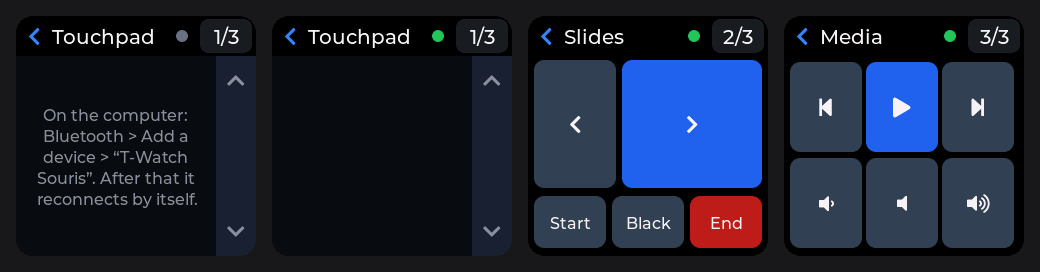 Touchpad 1/3
On the computer:
Bluetooth > Add a
device > “T-Watch
Souris”. After that it
reconnects by itself.
Touchpad 1/3
Slides 2/3
Start Black End
Media 3/3